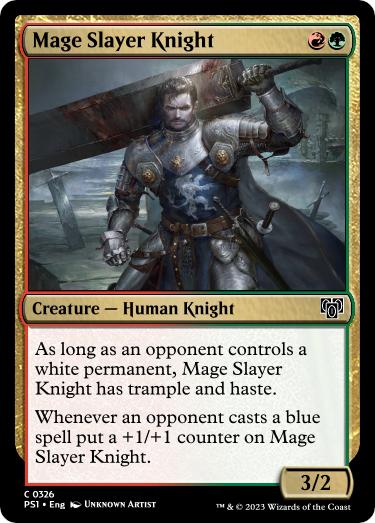 Mage Slayer Knight
Creature — Human Knight
As long as an opponent controls a
white permanent, Mage Slayer
Knight has trample and haste.
Whenever an opponent casts a blue
spell put a +1/+1 counter on Mage
Slayer Knight.
3/2
C 0326
PS1 • Eng Unknown Artist
™ & © 2023 Wizards of the Coast